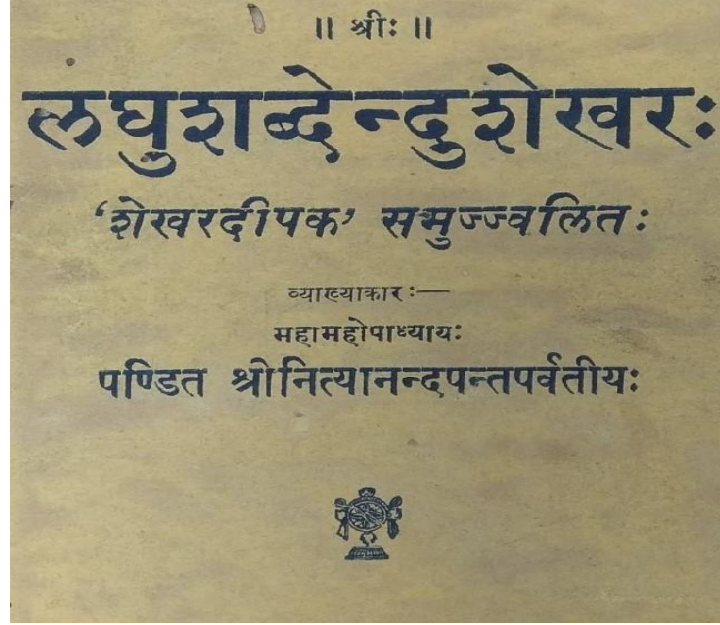 ॥ श्रीः ॥
लघुशब्देन्दुशेखरः
‘शेखरदीपक’ समुज्ज्वलितः
व्याख्याकारः—
महामहोपाध्यायः
पण्डित श्रीनित्यानन्दपन्तपर्वतीयः